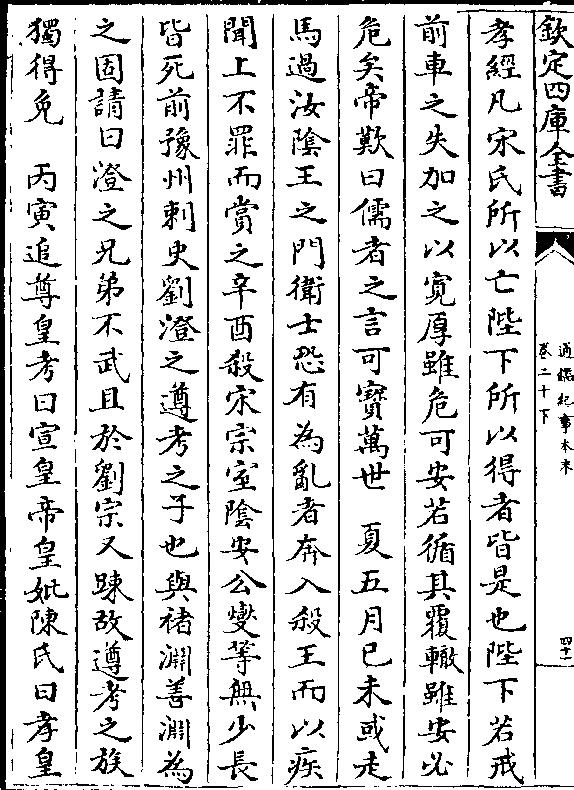 欽定四庫全書
通鑑紀事本末
卷二十下
四十一
孝經凡宋氏所以亡陛下所以得者皆是也陛下若戒
前車之失加之以寛厚雖危可安若循其覆轍雖安必
危矣帝歎曰儒者之言可寶萬世　夏五月己未或走
馬過汝隂王之門衛士恐有為亂者奔入殺王而以疾
聞上不罪而賞之辛酉殺宋宗室隂安公燮等無少長
皆死前豫州刺史劉澄之遵考之子也與褚淵善淵為
之固請曰澄之兄弟不武且於劉宗又踈故遵考之族
獨得免　丙寅追尊皇考曰宣皇帝皇妣陳氏曰孝皇